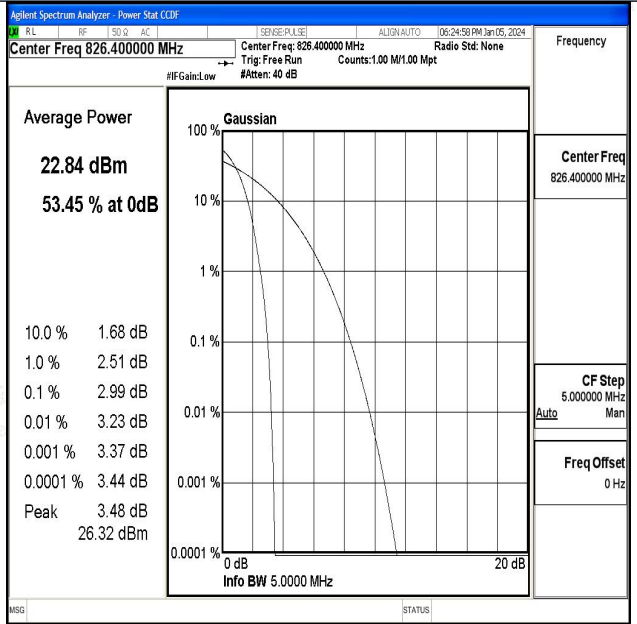 Agilent Spectrum Analyzer - Power Stat CCDF
LXI RL RF 50 Ω AC SENSE:PULSE ALIGN AUTO 06:24:58 PM Jan 05, 2024
Center Freq 826.400000 MHz
Center Freq: 826.400000 MHz Radio Std: None
Trig: Free Run Counts:1.00 M/1.00 Mpt
#IFGain:Low #Atten: 40 dB
Frequency
Average Power
22.84 dBm
53.45 % at 0dB
10.0 % 1.68 dB
1.0 % 2.51 dB
0.1 % 2.99 dB
0.01 % 3.23 dB
0.001 % 3.37 dB
0.0001 % 3.44 dB
Peak 3.48 dB
26.32 dBm
Gaussian
100 %
10 %
1 %
0.1 %
0.01 %
0.001 %
0.0001 %
0 dB 20 dB
Info BW 5.0000 MHz
Center Freq
826.400000 MHz
CF Step
5.000000 MHz
Auto Man
Freq Offset
0 Hz
MSG STATUS